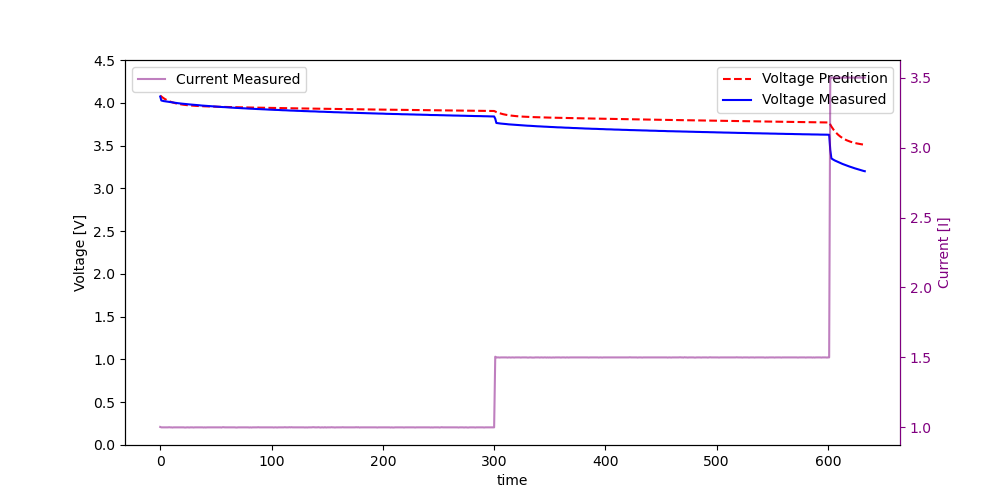 Current Measured
Voltage Prediction
Voltage Measured
Voltage [V]
4.5
4.0
3.5
3.0
2.5
2.0
1.5
1.0
0.5
0.0
3.5
3.0
2.5
2.0
1.5
1.0
Current [I]
0 100 200 300 400 500 600
time